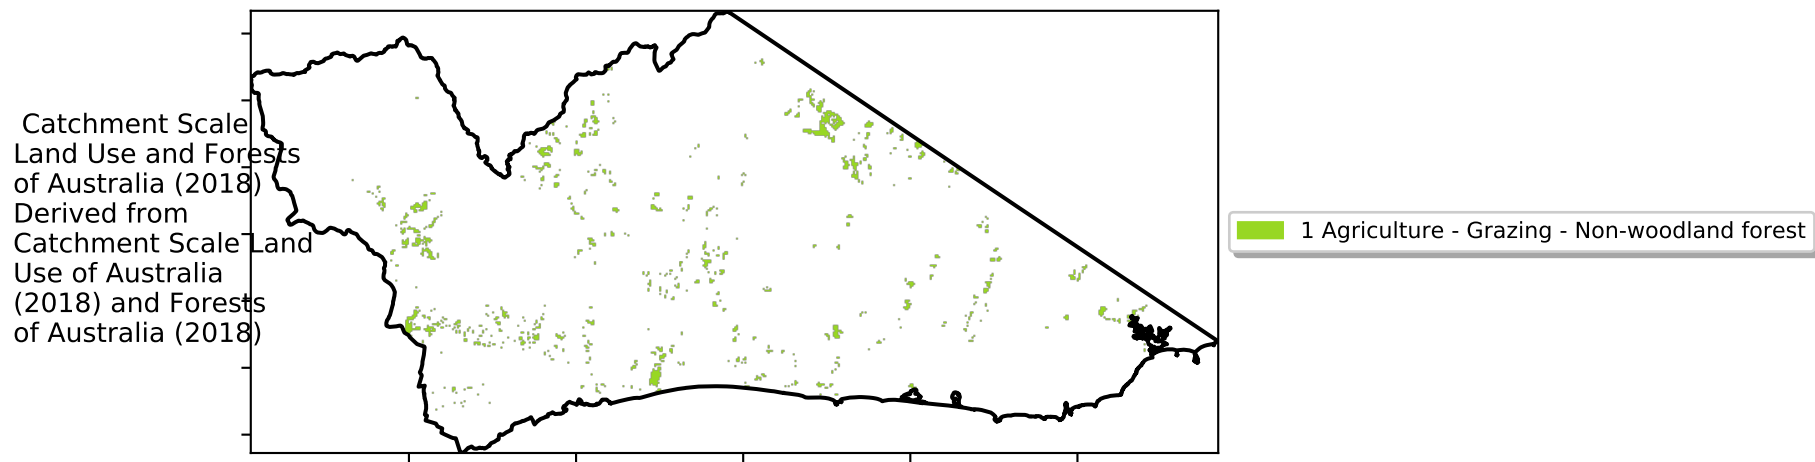 Catchment Scale
Land Use and Forests
of Australia (2018)
Derived from
Catchment Scale Land
Use of Australia
(2018) and Forests
of Australia (2018)
1 Agriculture - Grazing - Non-woodland forest